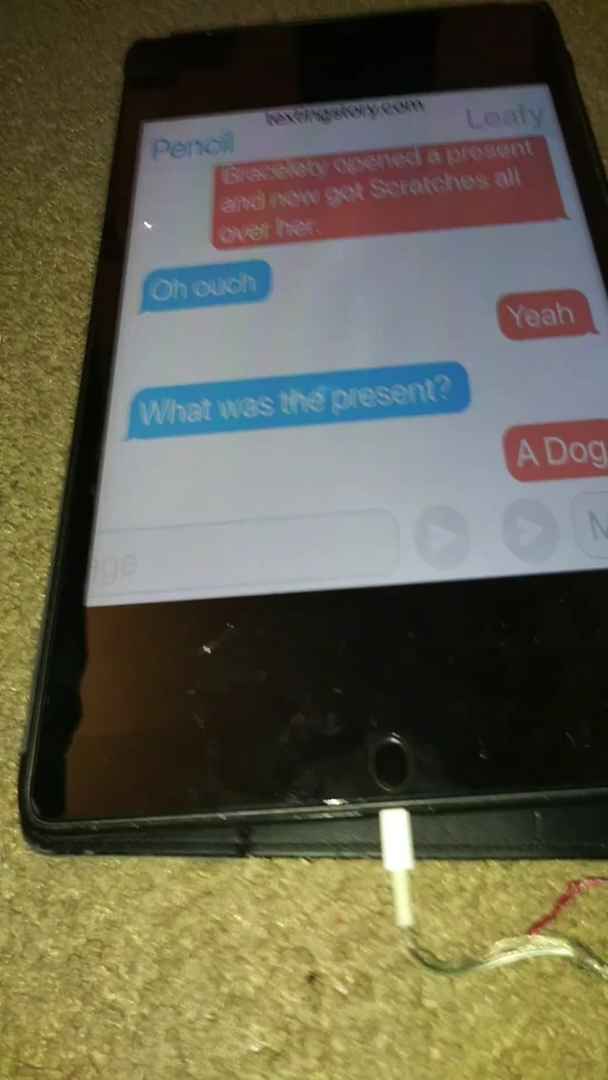 textingstory.com
Pencil
Leafy
Bracelety opened a present
and now got Scratches all
over her.
Oh ouch
Yeah
What was the present?
A Dog